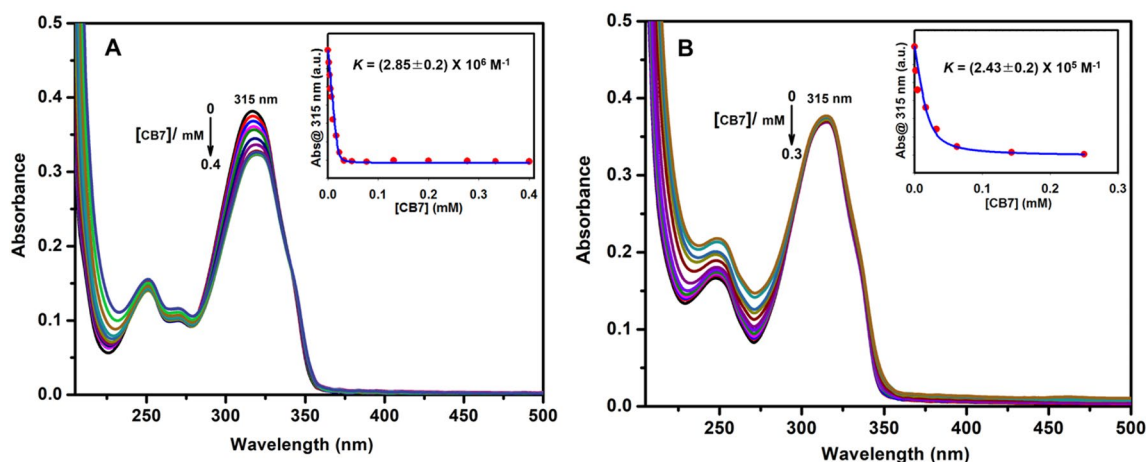 A
0.5
0.4
0.3
0.2
0.1
0.0
Absorbance
250 300 350 400 450 500
Wavelength (nm)
0 315 nm
[CB7]/ mM
0.4
Abs@ 315 nm (a.u.)
K = (2.85±0.2) X 10⁶ M⁻¹
0.0 0.1 0.2 0.3 0.4
[CB7] (mM)
B
0.5
0.4
0.3
0.2
0.1
0.0
Absorbance
250 300 350 400 450 500
Wavelength (nm)
0 315 nm
[CB7]/ mM
0.3
Abs@ 315 nm (a.u.)
K = (2.43±0.2) X 10⁵ M⁻¹
0.0 0.1 0.2 0.3
[CB7] (mM)